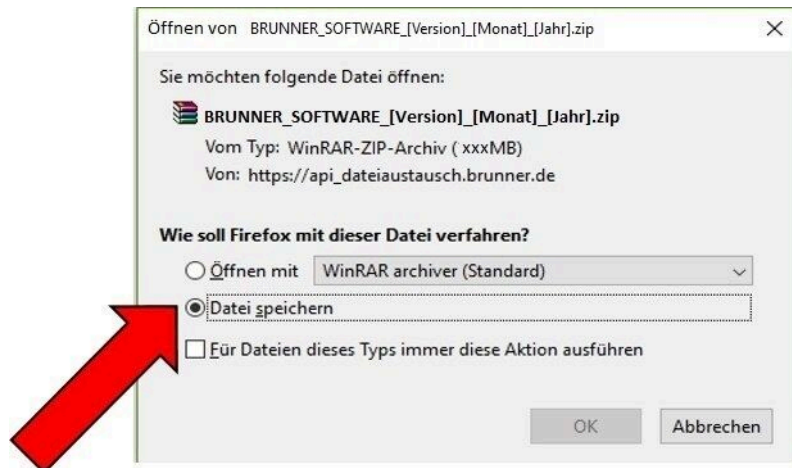 Öffnen von BRUNNER_SOFTWARE_[Version]_[Monat]_[Jahr].zip
Sie möchten folgende Datei öffnen:
BRUNNER_SOFTWARE_[Version]_[Monat]_[Jahr].zip
Vom Typ: WinRAR-ZIP-Archiv ( xxxMB)
Von: https://api_dateiaustausch.brunner.de
Wie soll Firefox mit dieser Datei verfahren?
Öffnen mit WinRAR archiver (Standard)
Datei speichern
Für Dateien dieses Typs immer diese Aktion ausführen
OK Abbrechen